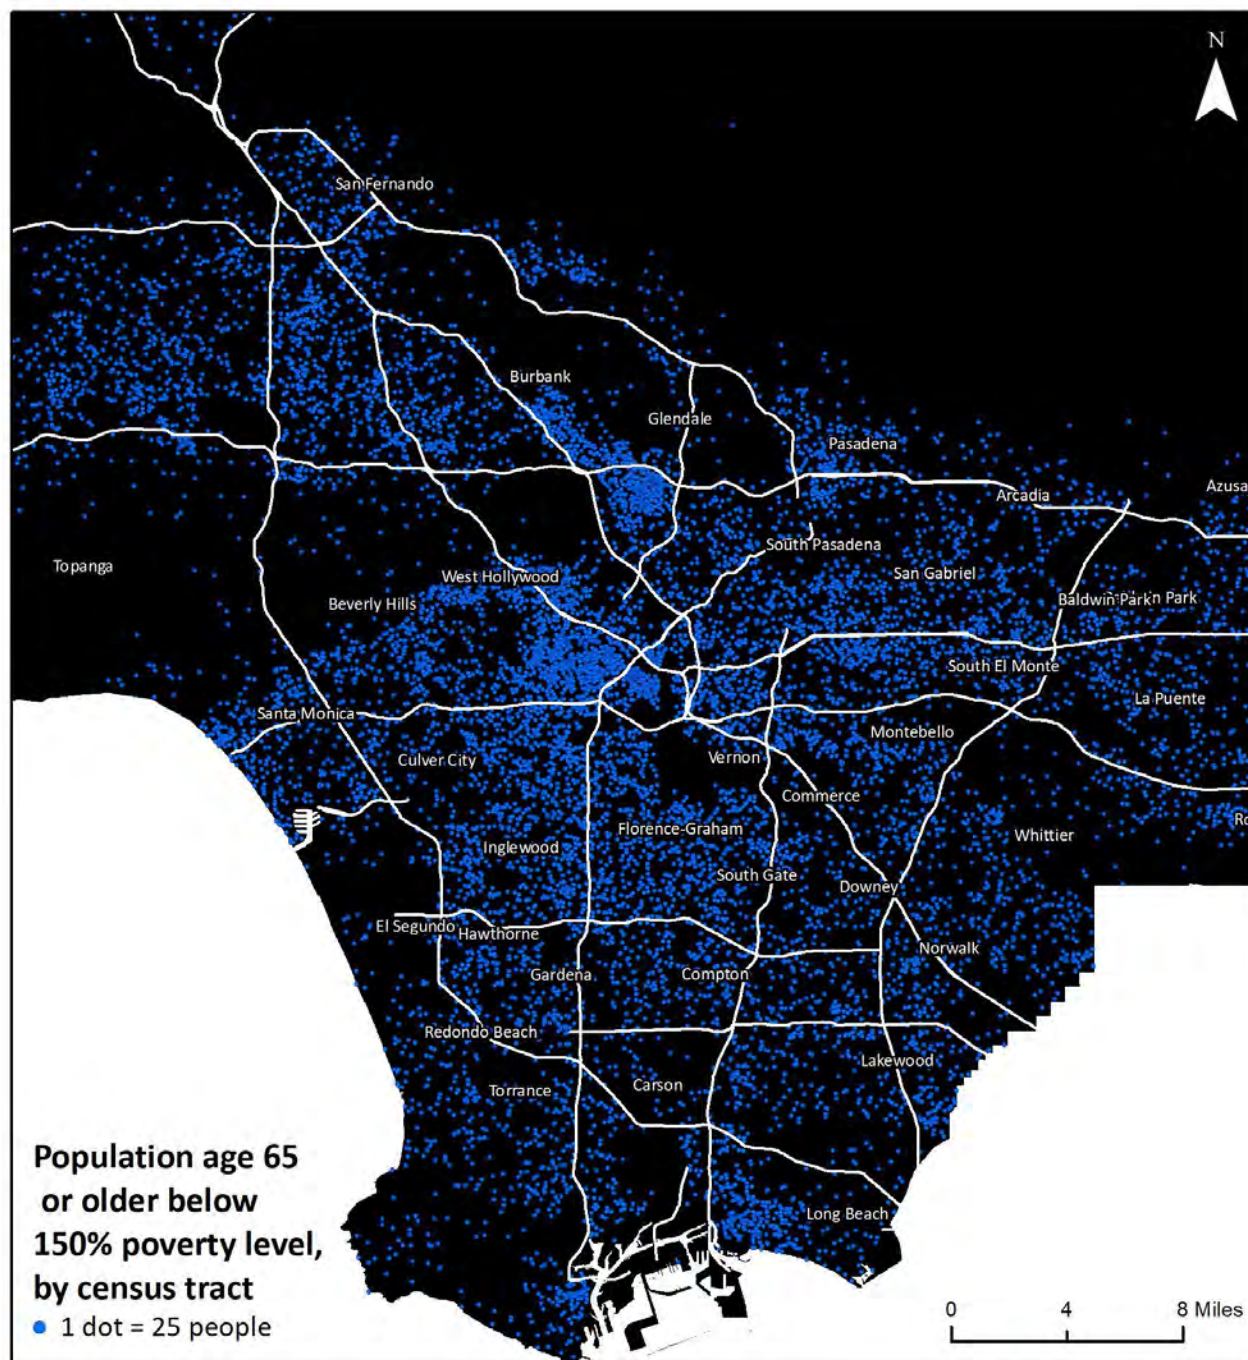 N
San Fernando
Burbank
Glendale
Pasadena
Arcadia
Azusa
South Pasadena
Topanga
West Hollywood
San Gabriel
Beverly Hills
Baldwin Park
n Park
South El Monte
La Puente
Santa Monica
Montebello
Culver City
Vernon
Commerce
Florence-Graham
Ro
Whittier
Inglewood
South Gate
Downey
El Segundo
Hawthorne
Norwalk
Gardena
Compton
Redondo Beach
Lakewood
Torrance
Carson
Long Beach
Population age 65
or older below
150% poverty level,
by census tract
1 dot = 25 people
0 4 8 Miles